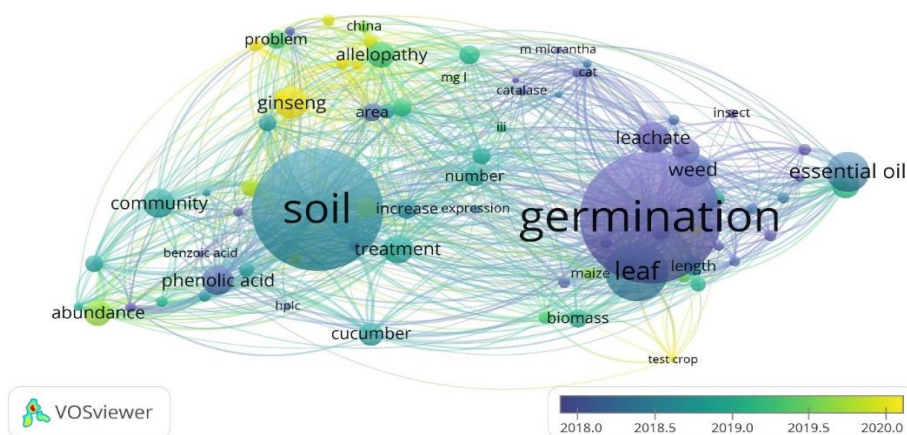 china
problem
allelopathy
m micrantha
mg l
cat
catalase
ginseng
area
insect
iii
leachate
weed
essential oil
number
community
soil
increase
expression
germination
treatment
benzoic acid
phenolic acid
maize
leaf
length
hplc
abundance
cucumber
biomass
test crop
VOSviewer
2018.0 2018.5 2019.0 2019.5 2020.0